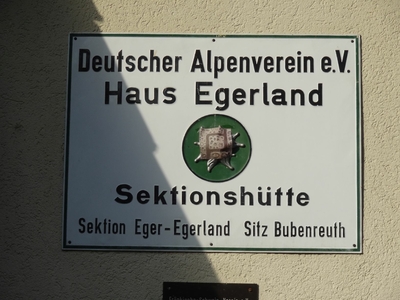 Deutscher Alpenverein e.V.
Haus Egerland
Sektionshütte
Sektion Eger-Egerland Sitz Bubenreuth